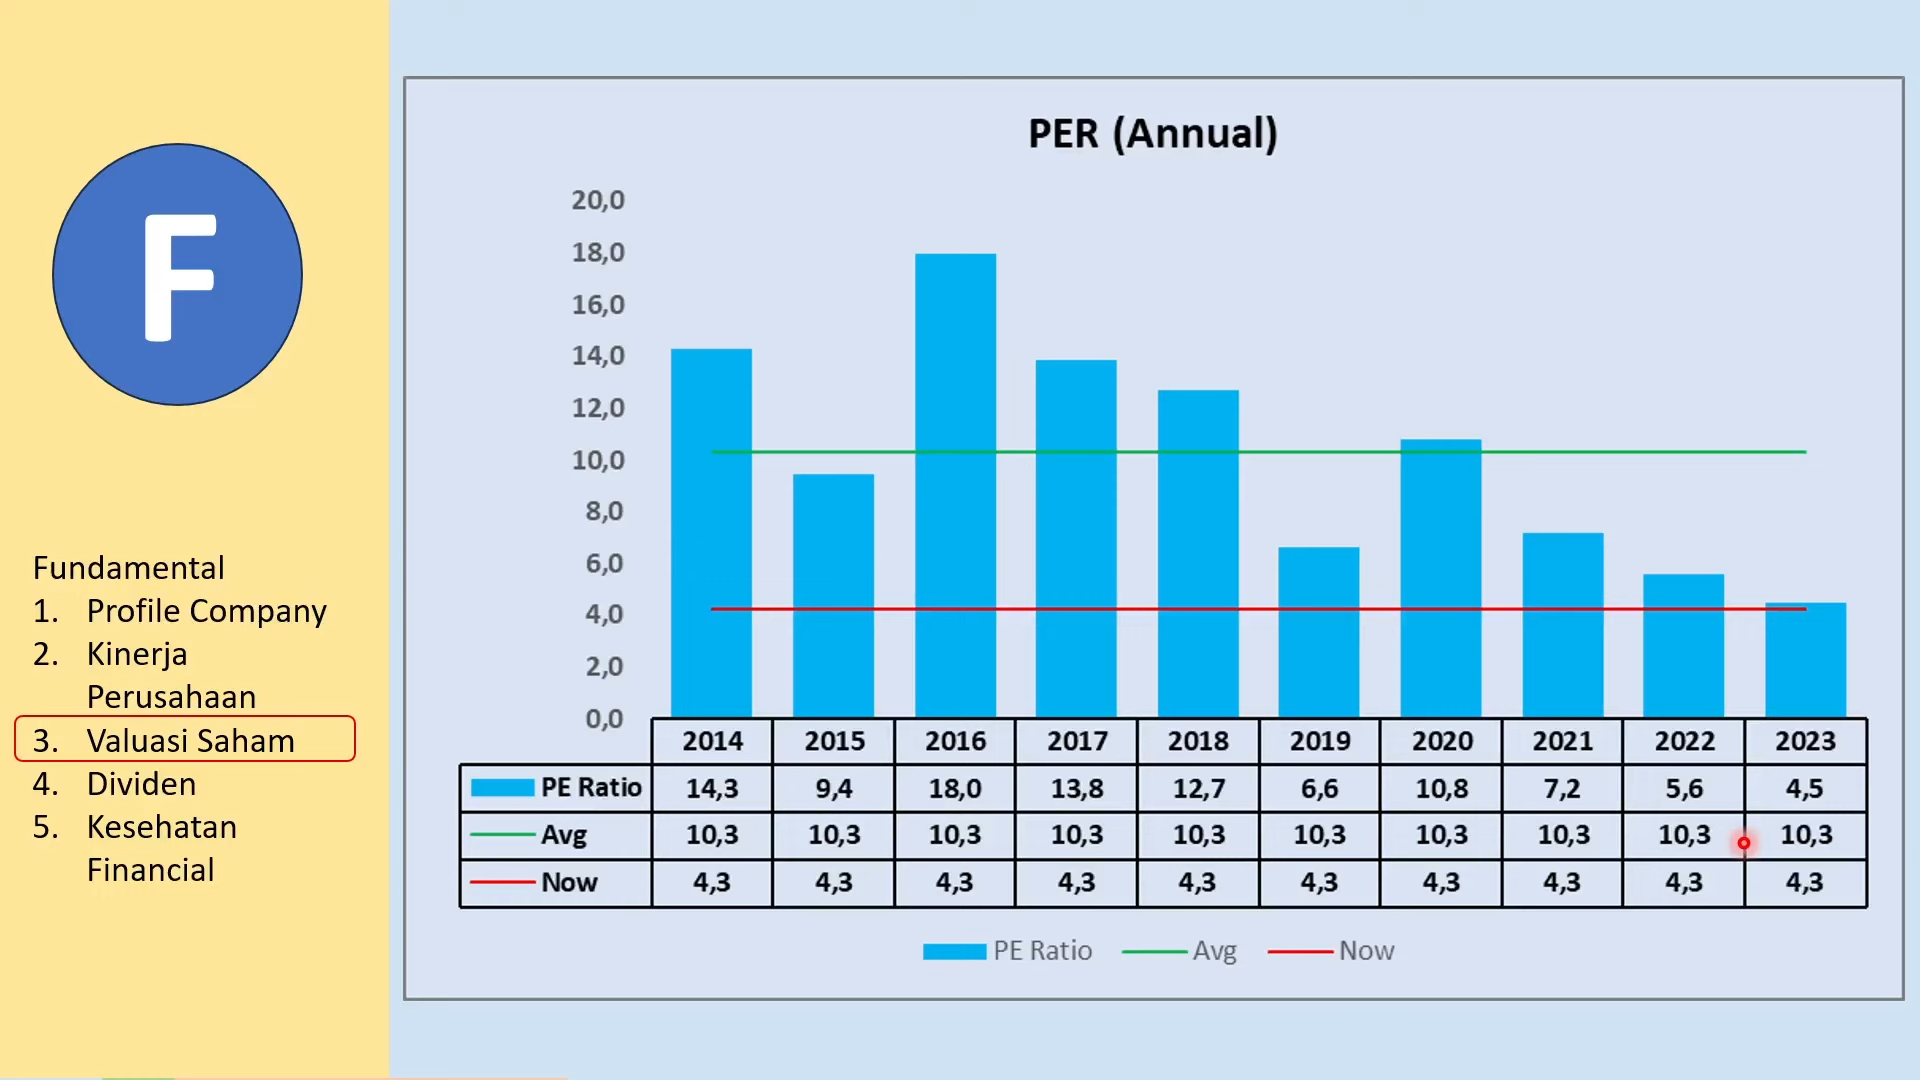 F
Fundamental
1. Profile Company
2. Kinerja
Perusahaan
3. Valuasi Saham
4. Dividen
5. Kesehatan
Financial
PER (Annual)
20,0
18,0
16,0
14,0
12,0
10,0
8,0
6,0
4,0
2,0
0,0
2014 2015 2016 2017 2018 2019 2020 2021 2022 2023
PE Ratio 14,3 9,4 18,0 13,8 12,7 6,6 10,8 7,2 5,6 4,5
Avg 10,3 10,3 10,3 10,3 10,3 10,3 10,3 10,3 10,3 10,3
Now 4,3 4,3 4,3 4,3 4,3 4,3 4,3 4,3 4,3 4,3
PE Ratio Avg Now